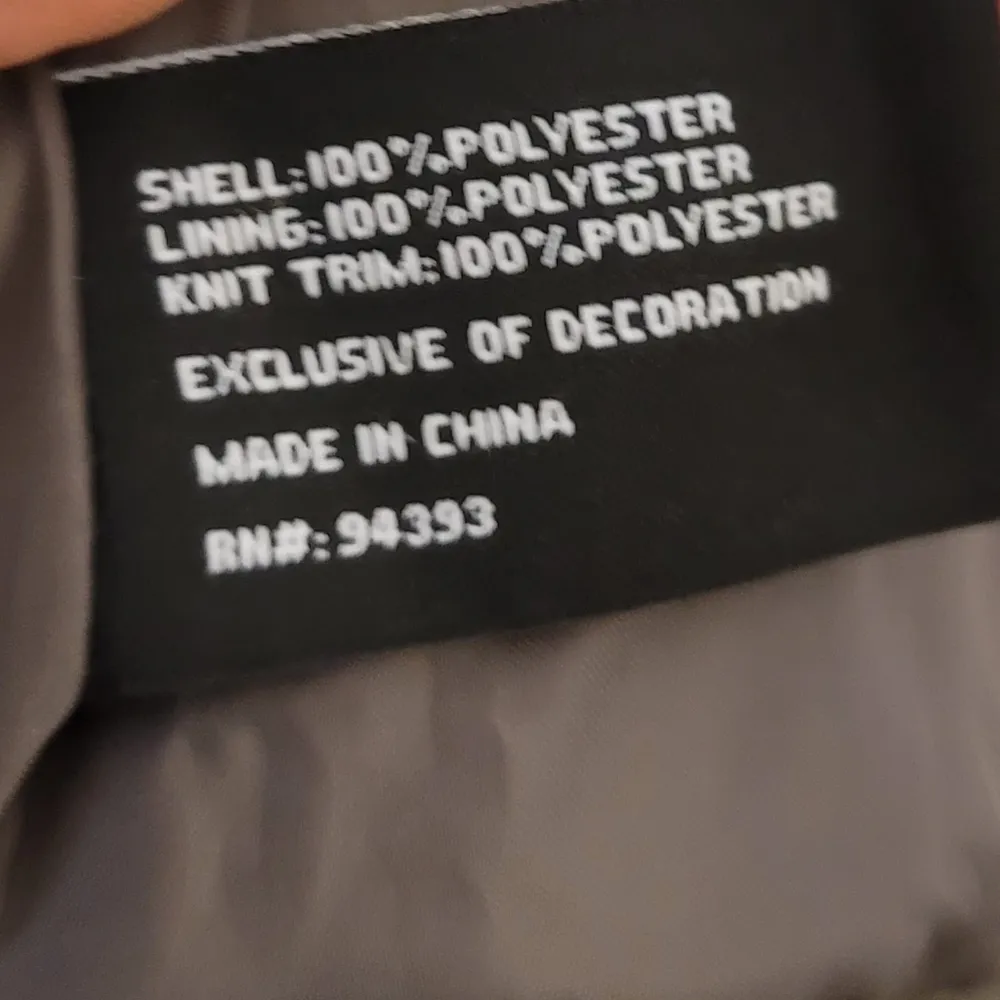 SHELL:100%POLYESTER
LINING:100%POLYESTER
KNIT TRIM:100%POLYESTER
EXCLUSIVE OF DECORATION
MADE IN CHINA
RN#:94393